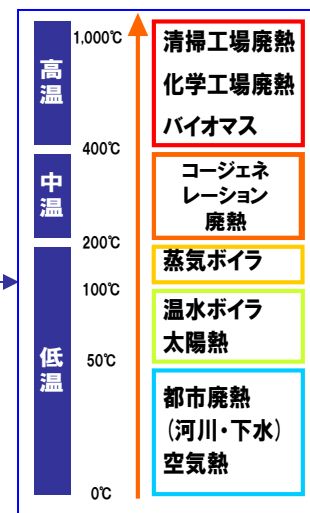 高温
中温
低温
1,000℃
400℃
200℃
100℃
50℃
0℃
清掃工場廃熱
化学工場廃熱
バイオマス
コージェネ
レーション
廃熱
蒸気ボイラ
温水ボイラ
太陽熱
都市廃熱
(河川・下水)
空気熱